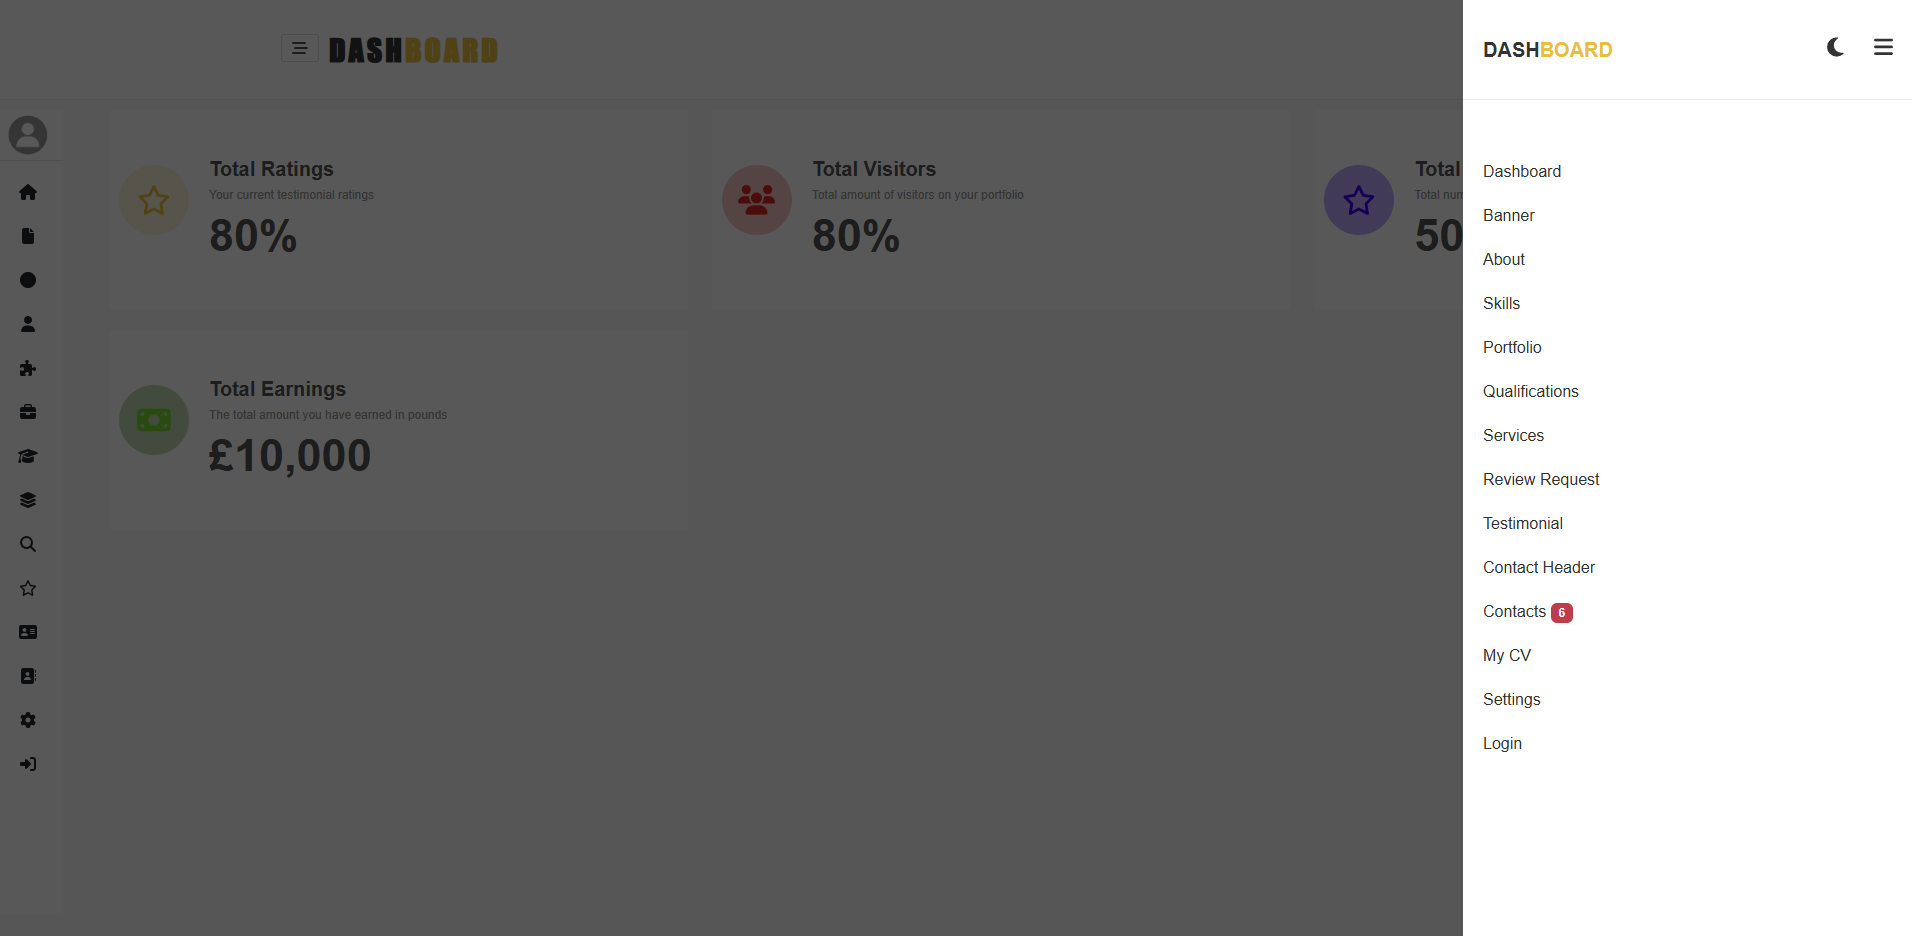 DASHBOARD
Total Ratings
Your current testimonial ratings
80%
Total Visitors
Total amount of visitors on your portfolio
80%
Total
Total
50
Total Earnings
The total amount you have earned in pounds
£10,000
DASHBOARD
Dashboard
Banner
About
Skills
Portfolio
Qualifications
Services
Review Request
Testimonial
Contact Header
Contacts 6
My CV
Settings
Login